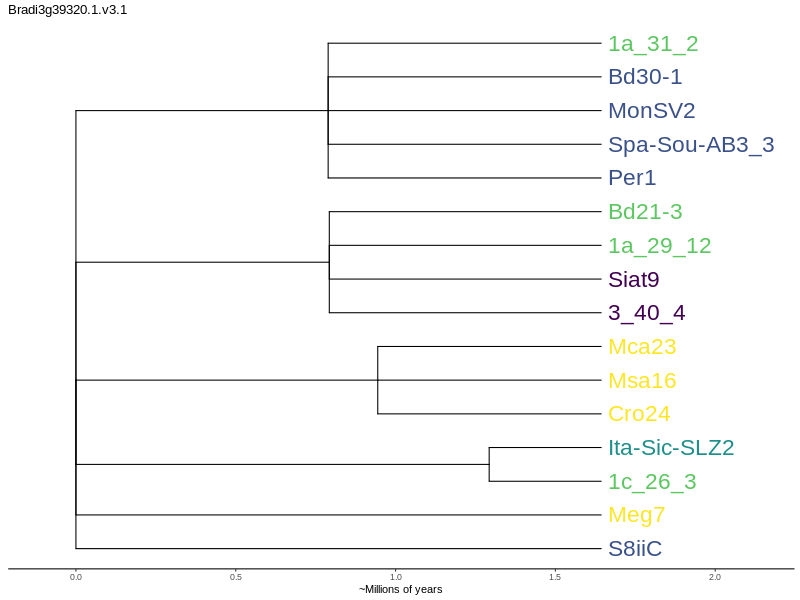 Bradi3g39320.1.v3.1
1a_31_2
Bd30-1
MonSV2
Spa-Sou-AB3_3
Per1
Bd21-3
1a_29_12
Siat9
3_40_4
Mca23
Msa16
Cro24
Ita-Sic-SLZ2
1c_26_3
Meg7
S8iiC
0.0 0.5 1.0 1.5 2.0
~Millions of years